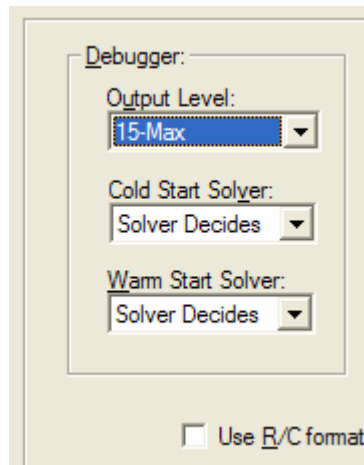 Debugger:
Output Level:
15-Max
Cold Start Solver:
Solver Decides
Warm Start Solver:
Solver Decides
Use R/C format